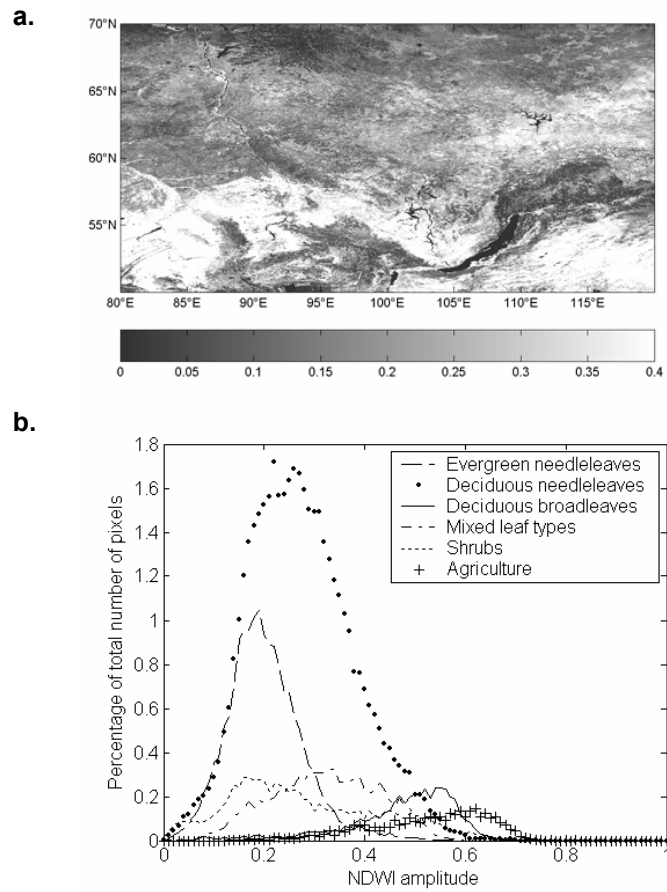 a.
70°N
65°N
60°N
55°N
80°E 85°E 90°E 95°E 100°E 105°E 110°E 115°E
0 0.05 0.1 0.15 0.2 0.25 0.3 0.35 0.4
b.
1.8
1.6
1.4
1.2
1
0.8
0.6
0.4
0.2
0
Percentage of total number of pixels
Evergreen needleleaves
Deciduous needleleaves
Deciduous broadleaves
Mixed leaf types
Shrubs
Agriculture
0 0.2 0.4 0.6 0.8 1
NDWI amplitude